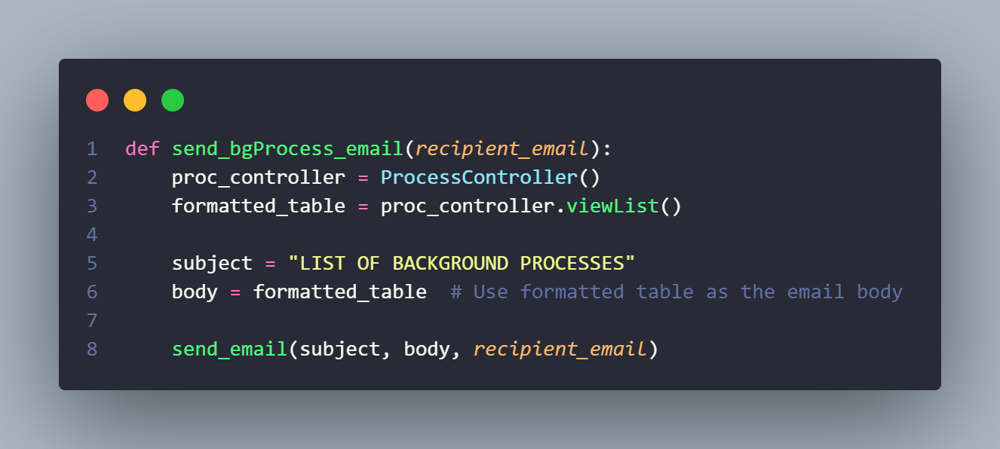 1 def send_bgProcess_email(recipient_email):
2     proc_controller = ProcessController()
3     formatted_table = proc_controller.viewList()
4
5     subject = "LIST OF BACKGROUND PROCESSES"
6     body = formatted_table  # Use formatted table as the email body
7
8     send_email(subject, body, recipient_email)